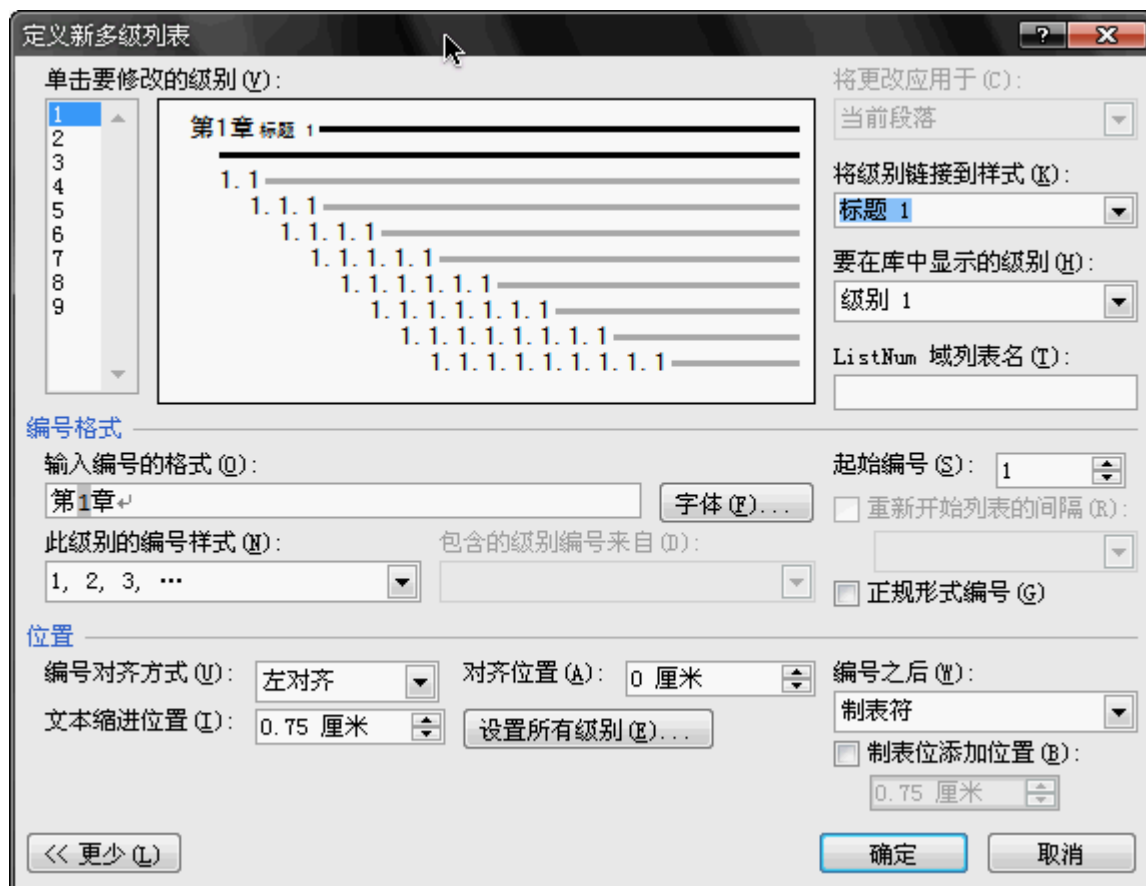 定义新多级列表
单击要修改的级别(V):
1
2
3
4
5
6
7
8
9
第1章 标题 1
1. 1
1. 1. 1
1. 1. 1. 1
1. 1. 1. 1. 1
1. 1. 1. 1. 1. 1
1. 1. 1. 1. 1. 1. 1
1. 1. 1. 1. 1. 1. 1. 1
1. 1. 1. 1. 1. 1. 1. 1. 1
将更改应用于(C):
当前段落
将级别链接到样式(K):
标题 1
要在库中显示的级别(H):
级别 1
ListNum 域列表名(T):
编号格式
输入编号的格式(O):
第1章↵
字体(F)...
起始编号(S): 1
重新开始列表的间隔(R):
此级别的编号样式(N):
1, 2, 3, …
包含的级别编号来自(D):
正规形式编号(G)
位置
编号对齐方式(U): 左对齐
对齐位置(A): 0 厘米
文本缩进位置(I): 0.75 厘米
设置所有级别(E)...
编号之后(W):
制表符
制表位添加位置(B):
0.75 厘米
<< 更少(L)
确定
取消